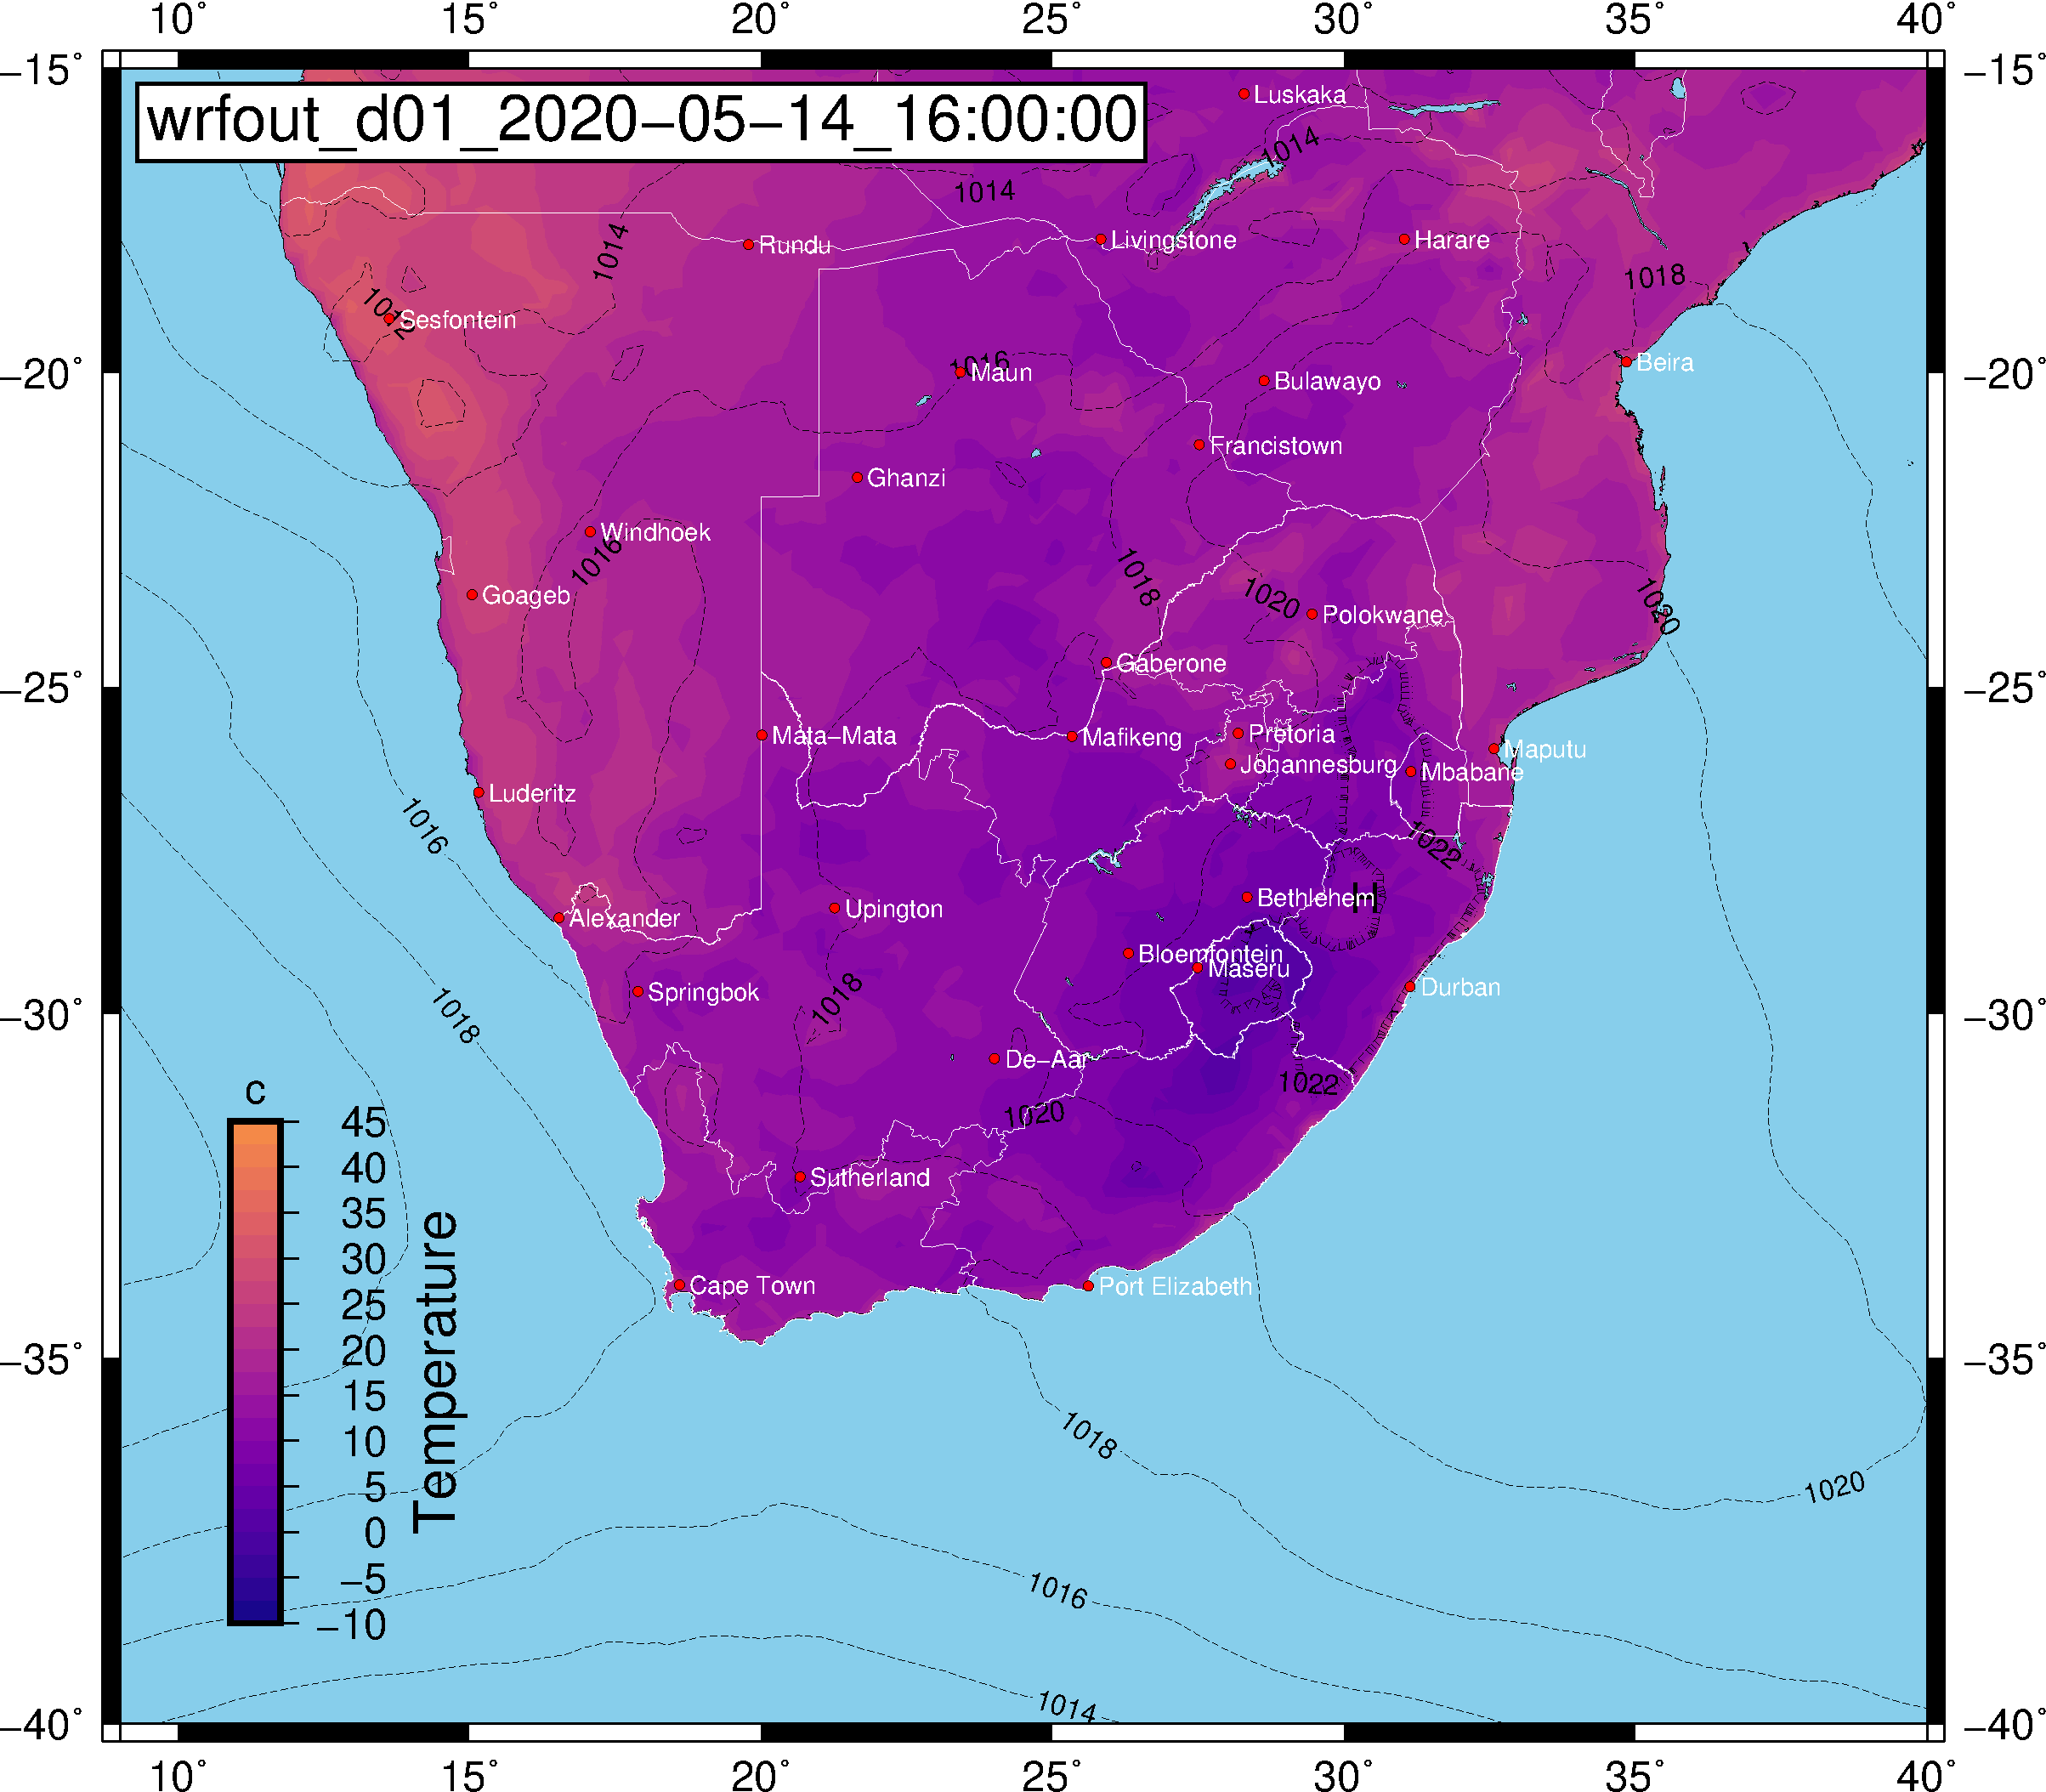 10° 15° 20° 25° 30° 35° 40°
−15° −15°
wrfout_d01_2020−05−14_16:00:00
Luskaka
1014
1014
Rundu
1014
Livingstone
Harare
1018
1012
Sesfontein
1016
Maun
Bulawayo
Beira
−20° −20°
Francistown
Ghanzi
Windhoek
1016
1018
Goageb
1020
1020
Polokwane
Gaberone
−25° −25°
Mata−Mata
Mafikeng
Pretoria
Johannesburg
Mbabane
Maputu
Luderitz
1016
1022
Alexander
Upington
Bethlehem
H
Bloemfontein
Maseru
Springbok
1018
1018
Durban
−30° −30°
De−Aar
1022
1020
Sutherland
Cape Town
Port Elizabeth
−35° −35°
1018
1020
1016
1014
c
45
40
35
30
25
20
15
10
5
0
−5
−10
Temperature
−40° −40°
10° 15° 20° 25° 30° 35° 40°